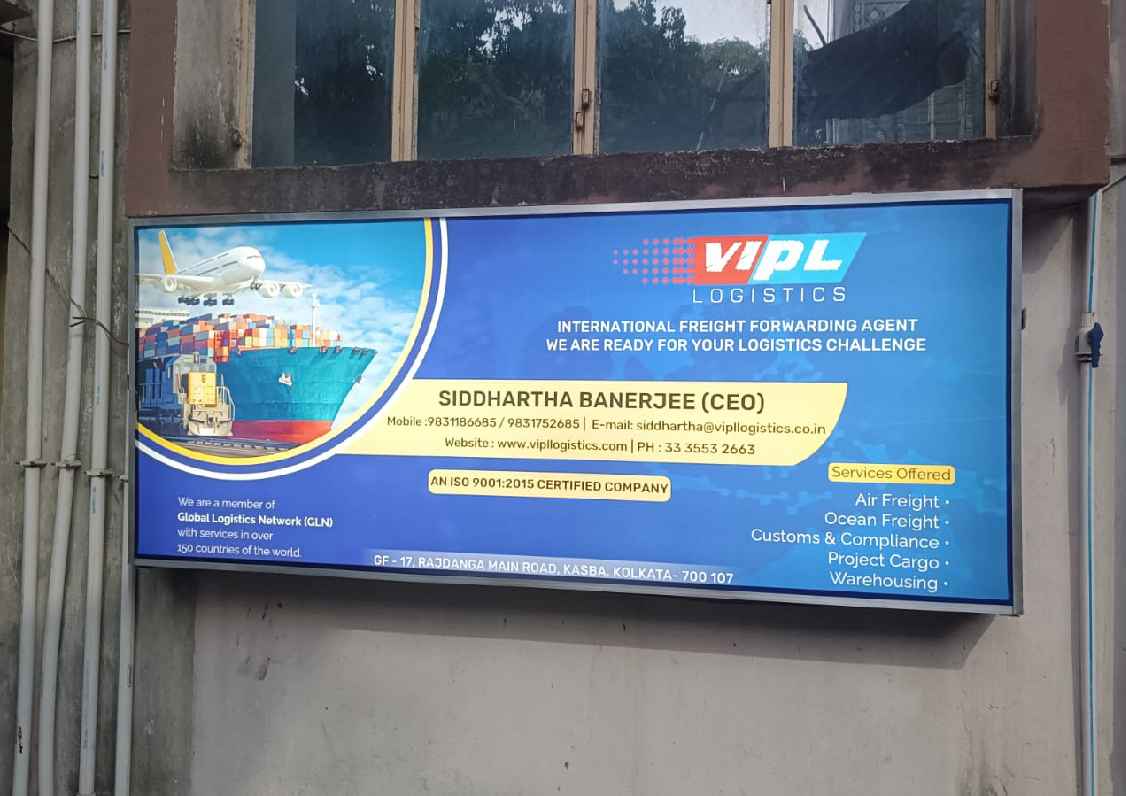 VIPL
LOGISTICS
INTERNATIONAL FREIGHT FORWARDING AGENT
WE ARE READY FOR YOUR LOGISTICS CHALLENGE
SIDDHARTHA BANERJEE (CEO)
Mobile :9831186685 / 9831752685 | E-mail: siddhartha@vipllogistics.co.in
Website : www.vipllogistics.com | PH : 33 3553 2663
AN ISO 9001:2015 CERTIFIED COMPANY
We are a member of
Global Logistics Network (GLN)
with services in over
150 countries of the world.
Services Offered
Air Freight •
Ocean Freight •
Customs & Compliance •
Project Cargo •
Warehousing •
GF - 17, RAJDANGA MAIN ROAD, KASBA, KOLKATA- 700 107